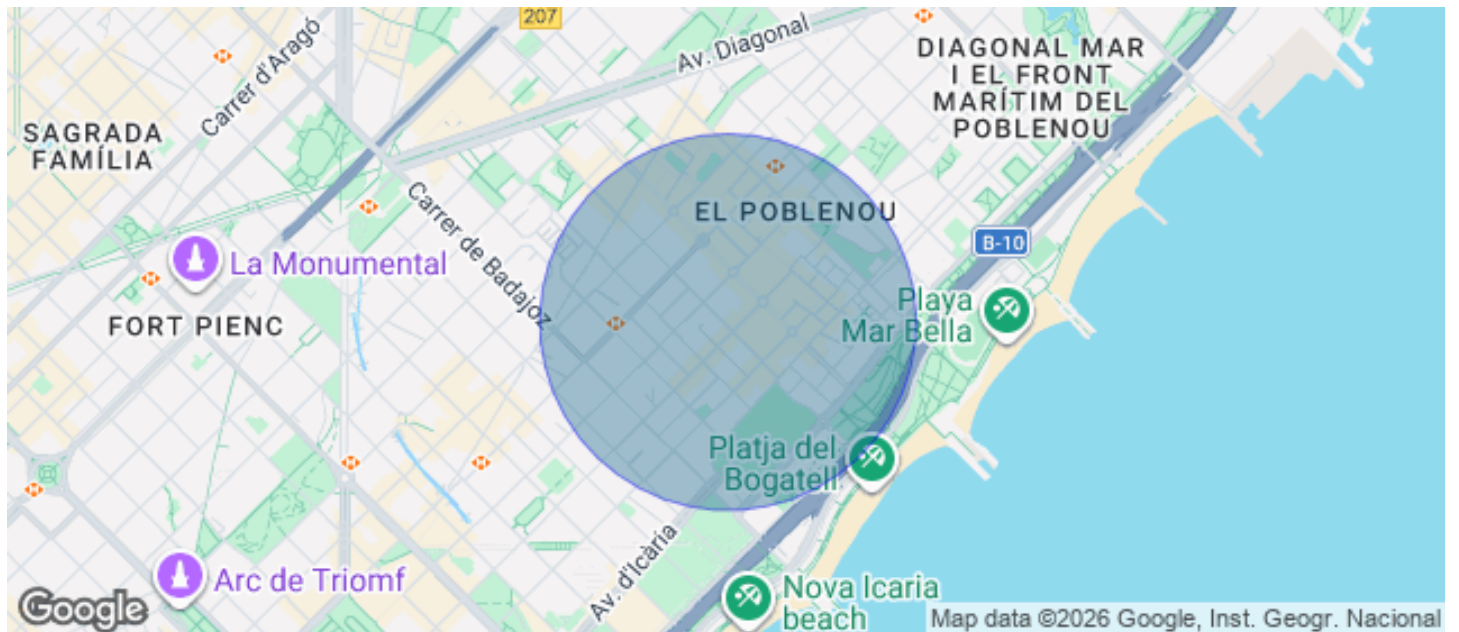 207
Carrer d'Aragó
Av. Diagonal
DIAGONAL MAR
I EL FRONT
MARÍTIM DEL
POBLENOU
SAGRADA
FAMÍLIA
Carrer de Badajoz
EL POBLENOU
B-10
La Monumental
FORT PIENC
Playa
Mar Bella
Platja del
Bogatell
Av. d'Icària
Arc de Triomf
Nova Icaria
beach
Google
Map data ©2026 Google, Inst. Geogr. Nacional